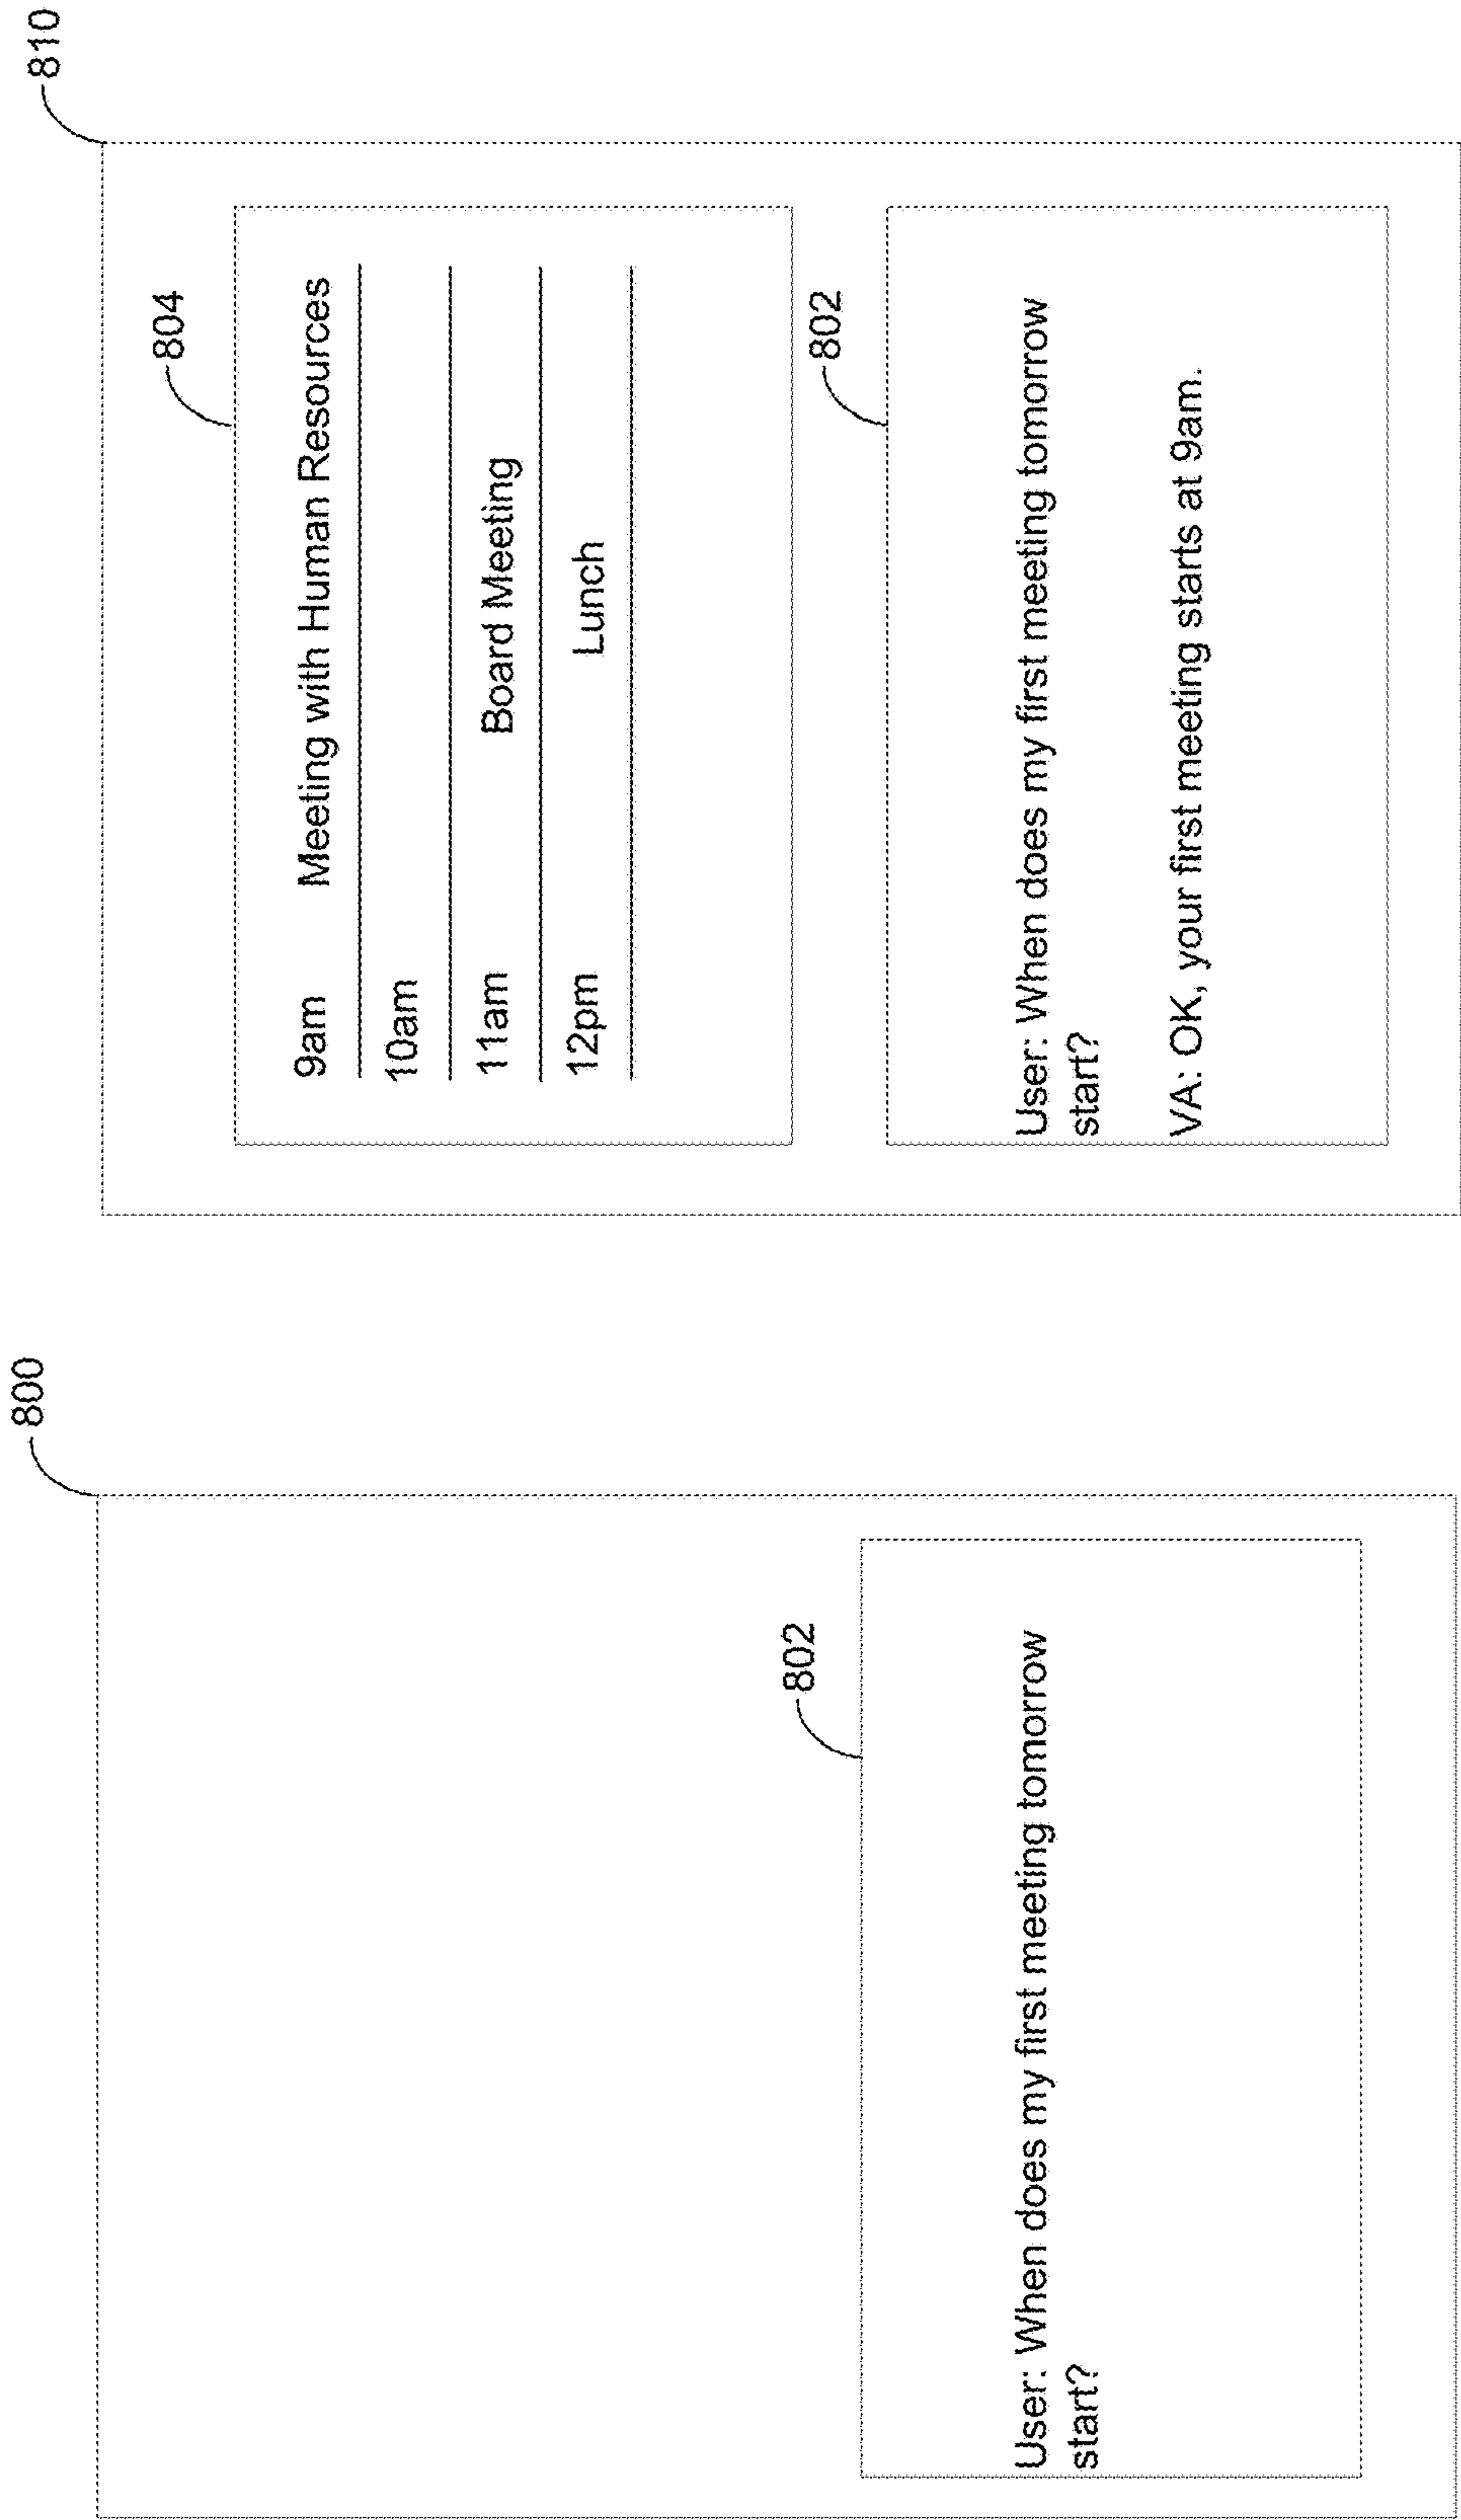 800
802
User: When does my first meeting tomorrow
start?
810
804
9am Meeting with Human Resources
10am
11am Board Meeting
12pm Lunch
802
User: When does my first meeting tomorrow
start?
VA: OK, your first meeting starts at 9am.